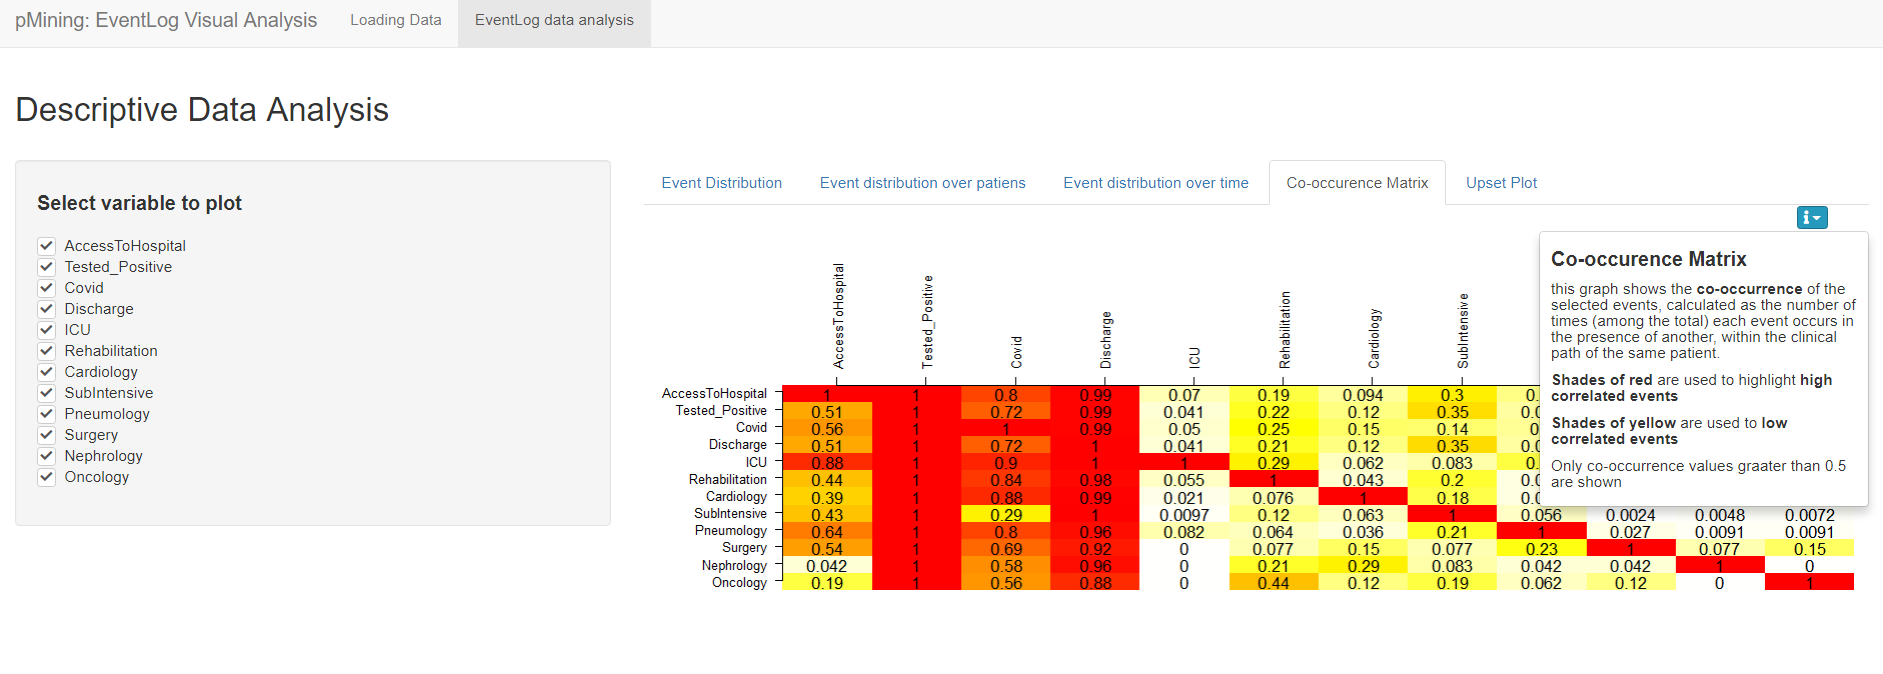 pMining: EventLog Visual Analysis Loading Data EventLog data analysis
Descriptive Data Analysis
Select variable to plot
AccessToHospital
Tested_Positive
Covid
Discharge
ICU
Rehabilitation
Cardiology
SubIntensive
Pneumology
Surgery
Nephrology
Oncology
Event Distribution Event distribution over patiens Event distribution over time Co-occurence Matrix Upset Plot
Co-occurence Matrix
this graph shows the co-occurrence of the
selected events, calculated as the number of
times (among the total) each event occurs in
the presence of another, within the clinical
path of the same patient.
Shades of red are used to highlight high
correlated events
Shades of yellow are used to low
correlated events
Only co-occurrence values graater than 0.5
are shown
AccessToHospital
Tested_Positive
Covid
Discharge
ICU
Rehabilitation
Cardiology
SubIntensive
AccessToHospital 1 1 0.8 0.99 0.07 0.19 0.094 0.3
Tested_Positive 0.51 1 0.72 0.99 0.041 0.22 0.12 0.35
Covid 0.56 1 1 0.99 0.05 0.25 0.15 0.14
Discharge 0.51 1 0.72 1 0.041 0.21 0.12 0.35
ICU 0.88 1 0.9 1 1 0.29 0.062 0.083
Rehabilitation 0.44 1 0.84 0.98 0.055 1 0.043 0.2
Cardiology 0.39 1 0.88 0.99 0.021 0.076 1 0.18
SubIntensive 0.43 1 0.29 1 0.0097 0.12 0.063 1 0.056 0.0024 0.0048 0.0072
Pneumology 0.64 1 0.8 0.96 0.082 0.064 0.036 0.21 1 0.027 0.0091 0.0091
Surgery 0.54 1 0.69 0.92 0 0.077 0.15 0.077 0.23 1 0.077 0.15
Nephrology 0.042 1 0.58 0.96 0 0.21 0.29 0.083 0.042 0.042 1 0
Oncology 0.19 1 0.56 0.88 0 0.44 0.12 0.19 0.062 0.12 0 1